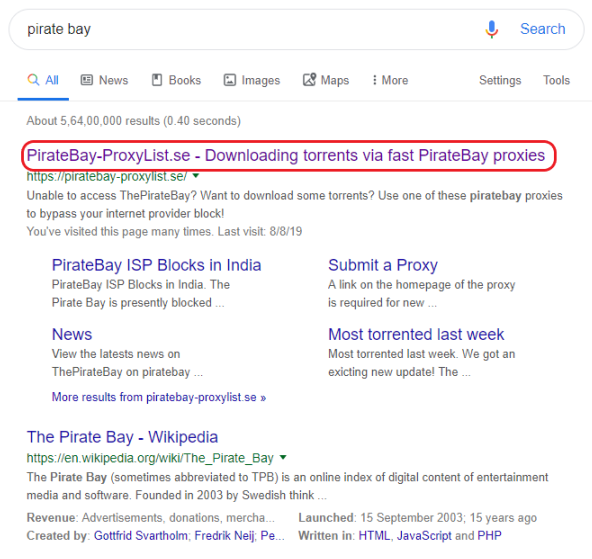 pirate bay
Search
All News Books Images Maps More Settings Tools
About 5,64,00,000 results (0.40 seconds)
PirateBay-ProxyList.se - Downloading torrents via fast PirateBay proxies
https://piratebay-proxylist.se/
Unable to access ThePirateBay? Want to download some torrents? Use one of these piratebay proxies
to bypass your internet provider block!
You've visited this page many times. Last visit: 8/8/19
PirateBay ISP Blocks in India
PirateBay ISP Blocks in India. The
Pirate Bay is presently blocked ...
Submit a Proxy
A link on the homepage of the proxy
is required for new ...
News
View the latests news on
ThePirateBay on piratebay ...
Most torrented last week
Most torrented last week. We got an
exicting new update! The ...
More results from piratebay-proxylist.se »
The Pirate Bay - Wikipedia
https://en.wikipedia.org/wiki/The_Pirate_Bay
The Pirate Bay (sometimes abbreviated to TPB) is an online index of digital content of entertainment
media and software. Founded in 2003 by Swedish think ...
Revenue: Advertisements, donations, mercha... Launched: 15 September 2003; 15 years ago
Created by: Gottfrid Svartholm; Fredrik Neij; Pe... Written in: HTML, JavaScript and PHP